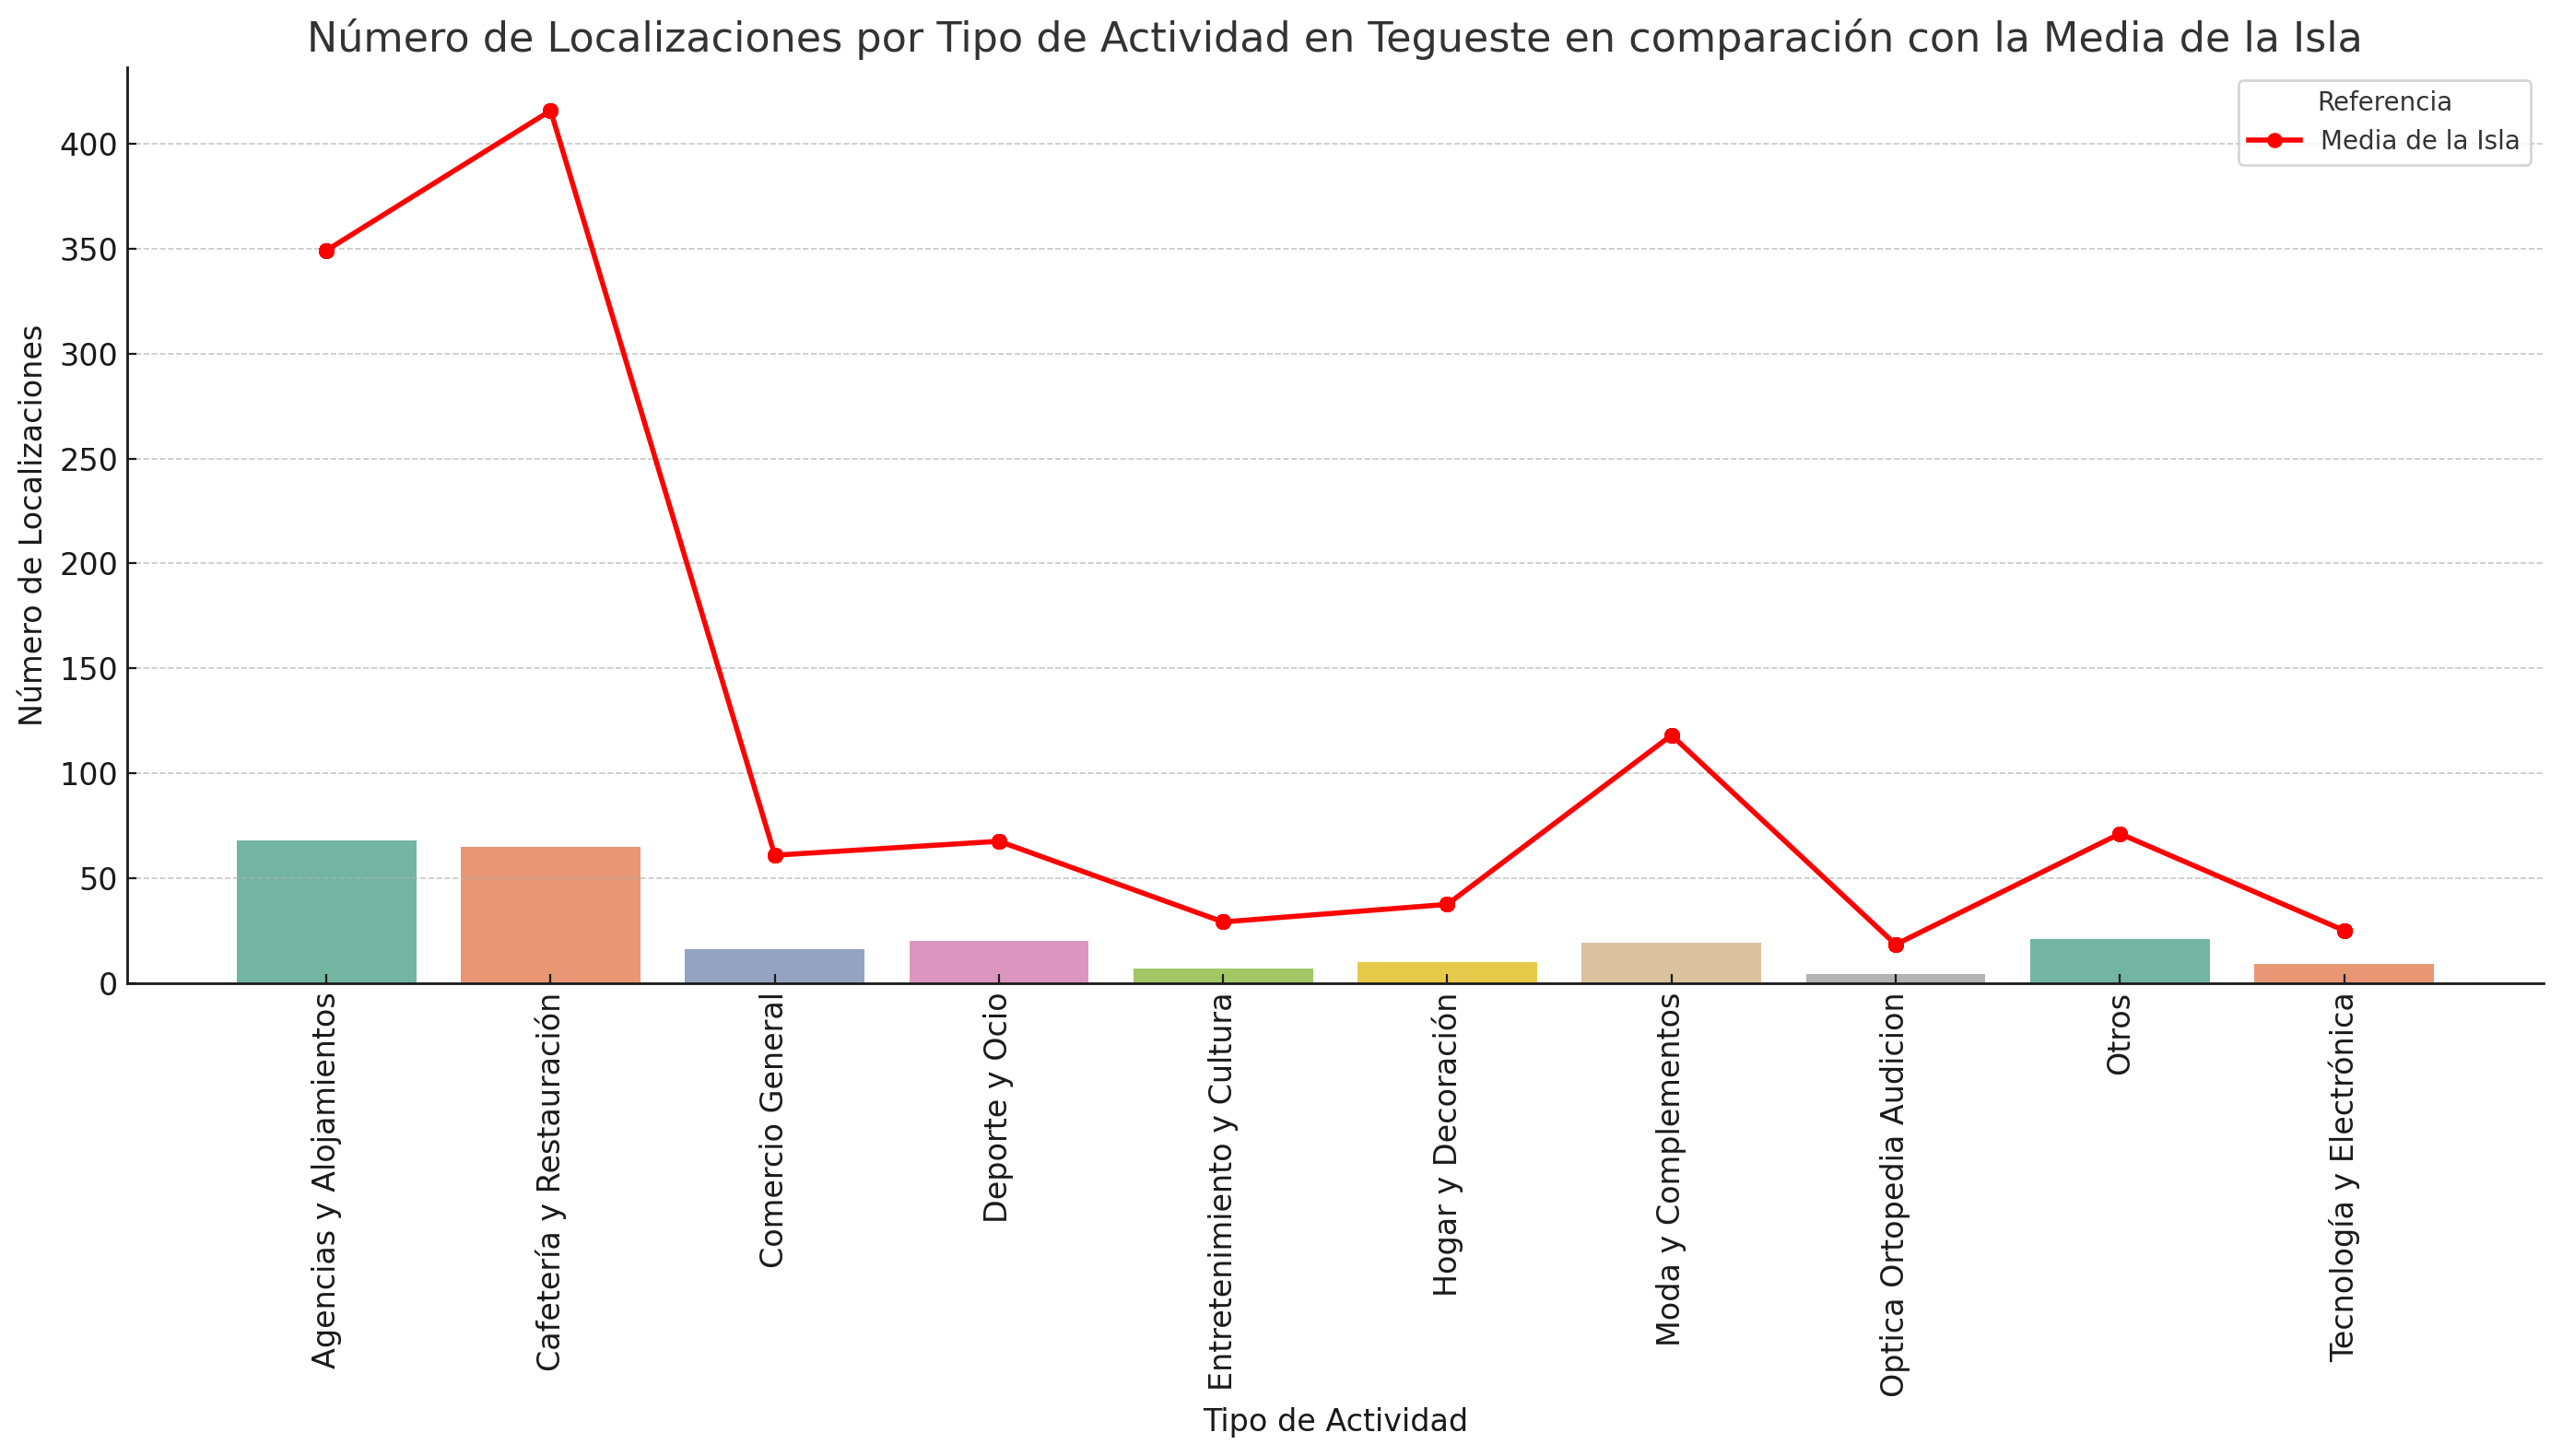 Número de Localizaciones por Tipo de Actividad en Tegueste en comparación con la Media de la Isla
Referencia
Media de la Isla
Número de Localizaciones
400
350
300
250
200
150
100
50
0
Agencias y Alojamientos
Cafetería y Restauración
Comercio General
Deporte y Ocio
Entretenimiento y Cultura
Hogar y Decoración
Moda y Complementos
Optica Ortopedia Audicion
Otros
Tecnología y Electrónica
Tipo de Actividad